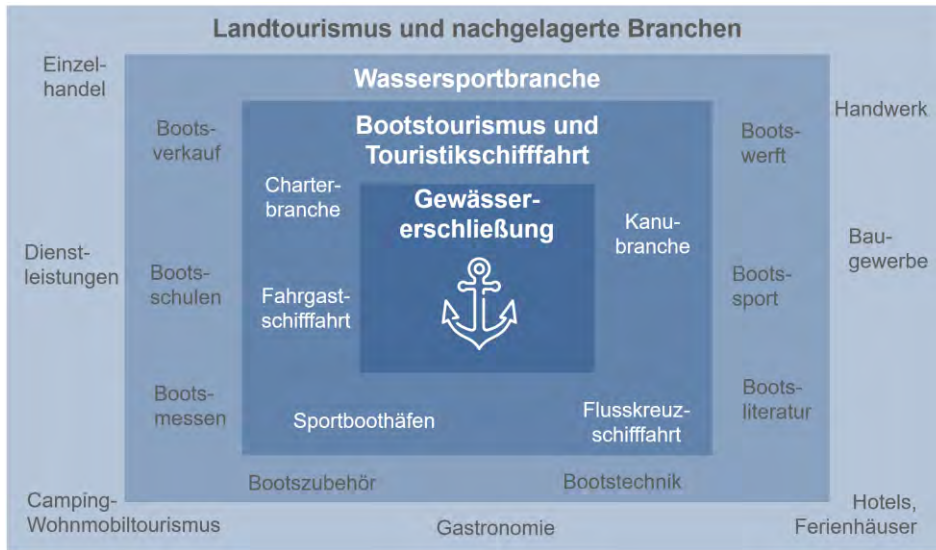 Landtourismus und nachgelagerte Branchen
Einzel-
handel
Wassersportbranche
Handwerk
Boots-
verkauf
Bootstourismus und
Touristikschifffahrt
Boots-
werft
Charter-
branche
Gewässer-
erschließung
Kanu-
branche
Dienst-
leistungen
Bau-
gewerbe
Boots-
schulen
Fahrgast-
schifffahrt
Boots-
sport
Boots-
messen
Sportboothäfen
Flusskreuz-
schifffahrt
Boots-
literatur
Bootszubehör
Bootstechnik
Camping-
Wohnmobiltourismus
Gastronomie
Hotels,
Ferienhäuser